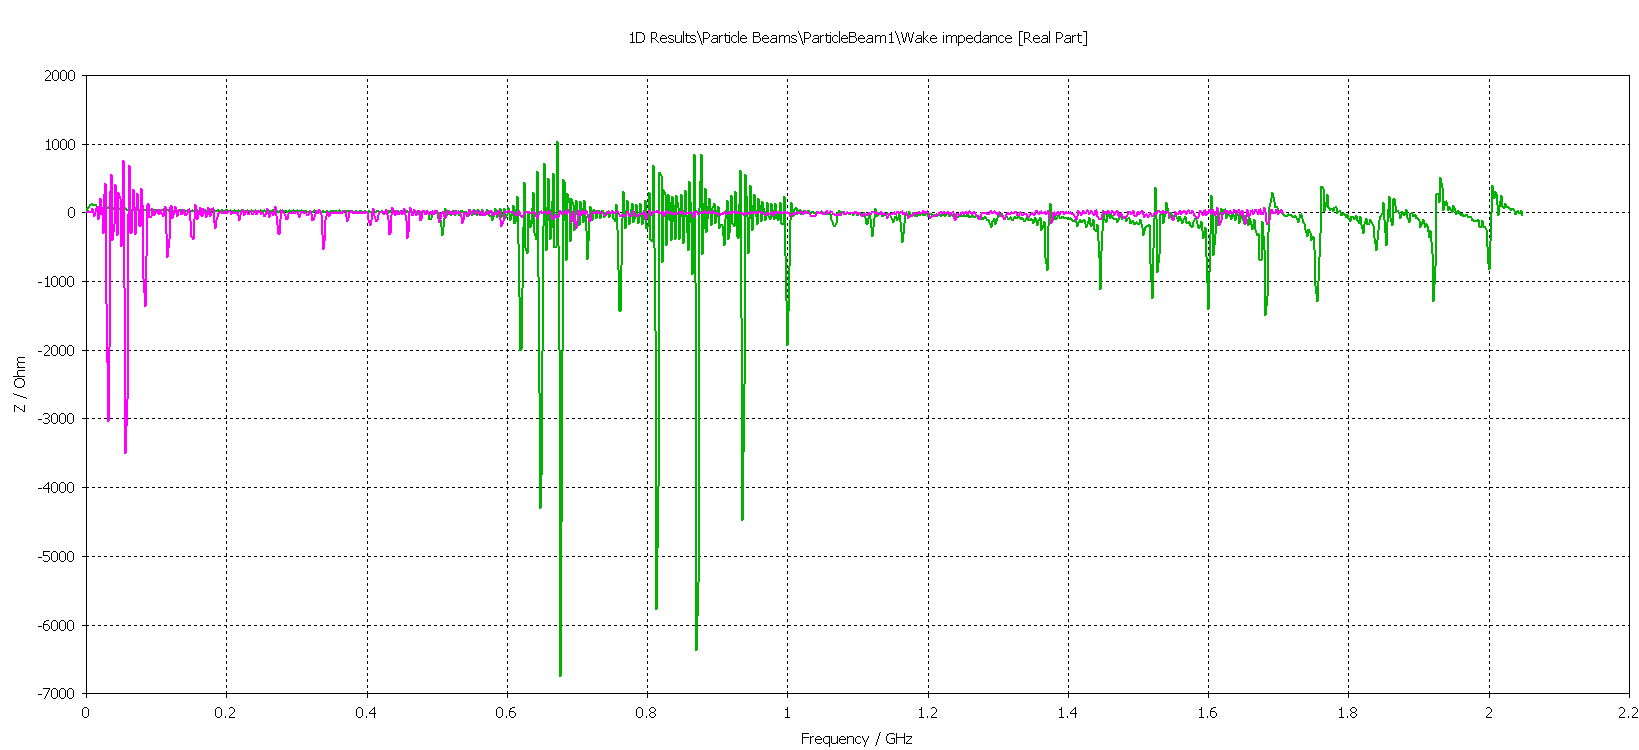 1D Results\Particle Beams\ParticleBeam1\Wake impedance [Real Part]
2000
1000
0
-1000
-2000
-3000
-4000
-5000
-6000
-7000
Z / Ohm
0 0.2 0.4 0.6 0.8 1 1.2 1.4 1.6 1.8 2 2.2
Frequency / GHz